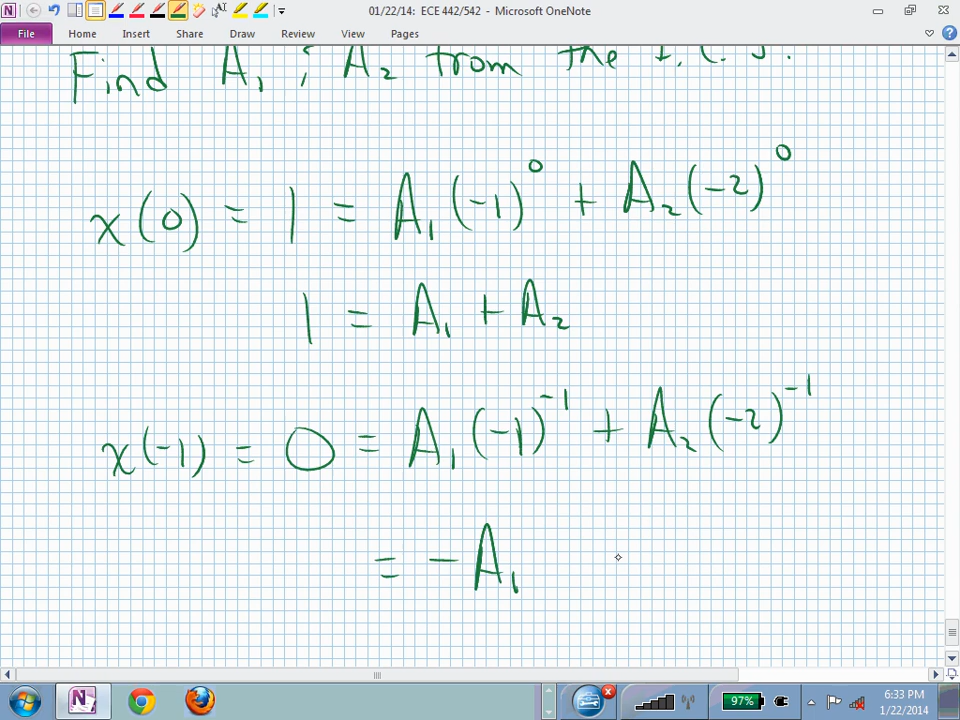 01/22/14: ECE 442/542 - Microsoft OneNote
File Home Insert Share Draw Review View Pages
Find A₁ , A₂ from the I.C.s.
x(0) = 1 = A₁(-1)⁰ + A₂(-2)⁰
1 = A₁ + A₂
x(-1) = 0 = A₁(-1)⁻¹ + A₂(-2)⁻¹
= -A₁
97%
6:33 PM
1/22/2014